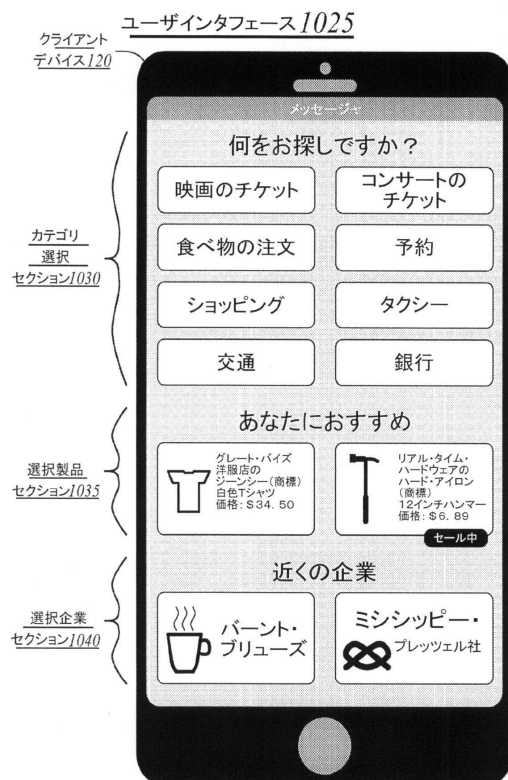 ユーザインタフェース1025
クライアント
デバイス120
メッセージャ
何をお探しですか？
映画のチケット
コンサートの
チケット
食べ物の注文
予約
ショッピング
タクシー
交通
銀行
カテゴリ
選択
セクション1030
あなたにおすすめ
グレート・バイズ
洋服店の
ジーンシー(商標)
白色Tシャツ
価格：$34.50
リアル・タイム・
ハードウェアの
ハード・アイロン
(商標)
12インチハンマー
価格：$6.89
セール中
選択製品
セクション1035
近くの企業
バーント・
ブリューズ
ミシシッピー・
プレッツェル社
選択企業
セクション1040